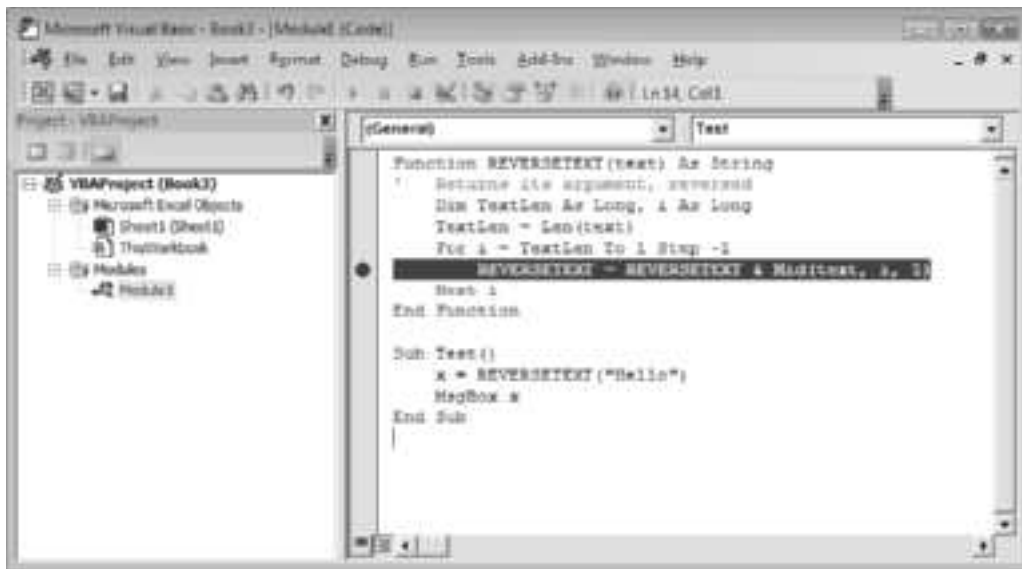 Microsoft Visual Basic - Book3 - [Module1 (Code)]
File Edit View Insert Format Debug Run Tools Add-Ins Window Help
Ln 14, Col 1
Project - VBAProject
VBAProject (Book3)
Microsoft Excel Objects
Sheet1 (Sheet1)
ThisWorkbook
Modules
Module1
(General)
Test
Function REVERSETEXT(text) As String
' Returns its argument, reversed
Dim TextLen As Long, i As Long
TextLen = Len(text)
For i = TextLen To 1 Step -1
REVERSETEXT = REVERSETEXT & Mid(text, i, 1)
Next i
End Function
Sub Test()
x = REVERSETEXT("Hello")
MsgBox x
End Sub